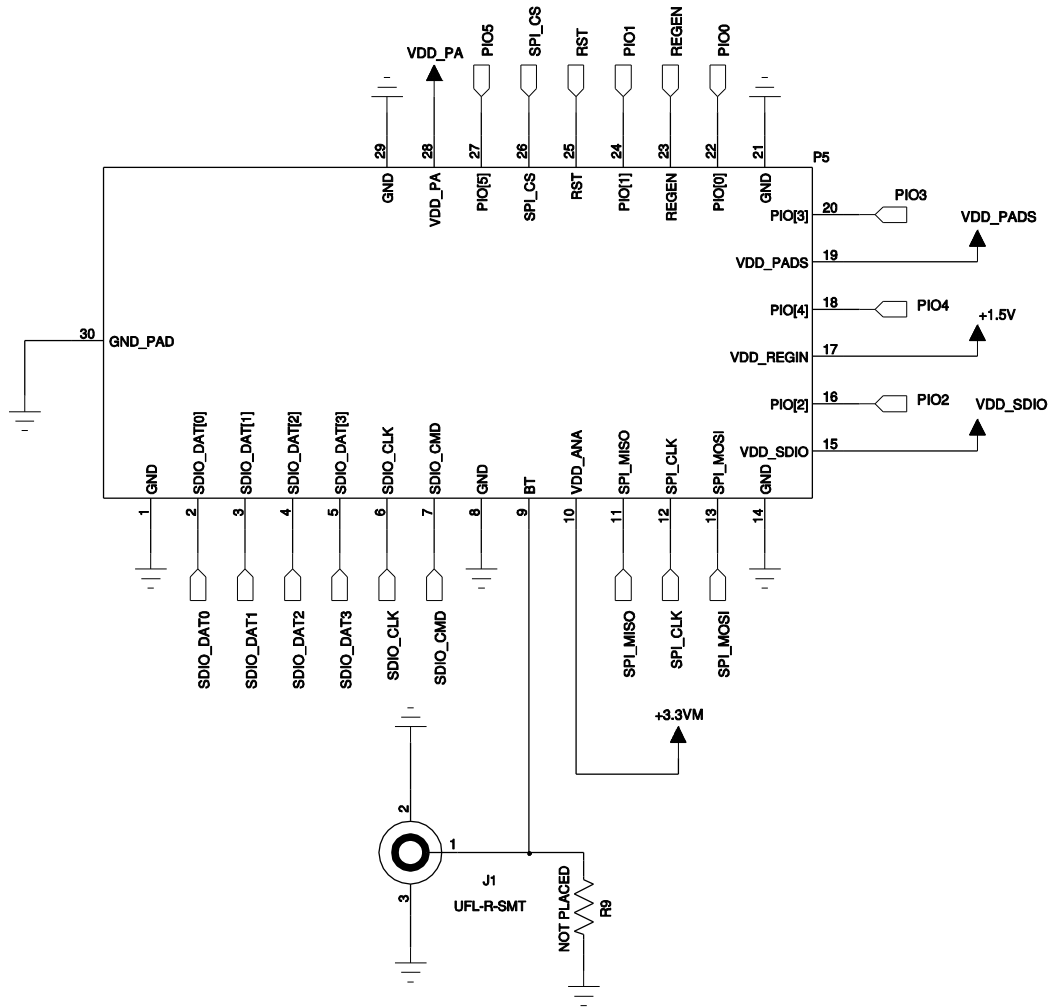 VDD_PA
PIO5
SPI_CS
RST
PIO1
REGEN
PIO0
29
28
27
26
25
24
23
22
21
P5
GND
VDD_PA
PIO[5]
SPI_CS
RST
PIO[1]
REGEN
PIO[0]
GND
PIO[3]
20
PIO3
VDD_PADS
VDD_PADS
19
PIO[4]
18
PIO4
+1.5V
VDD_REGIN
17
PIO[2]
16
PIO2
VDD_SDIO
VDD_SDIO
15
30
GND_PAD
GND
SDIO_DAT[0]
SDIO_DAT[1]
SDIO_DAT[2]
SDIO_DAT[3]
SDIO_CLK
SDIO_CMD
GND
BT
VDD_ANA
SPI_MISO
SPI_CLK
SPI_MOSI
GND
1
2
3
4
5
6
7
8
9
10
11
12
13
14
SDIO_DAT0
SDIO_DAT1
SDIO_DAT2
SDIO_DAT3
SDIO_CLK
SDIO_CMD
SPI_MISO
SPI_CLK
SPI_MOSI
+3.3VM
2
1
3
J1
UFL-R-SMT
NOT PLACED
R9